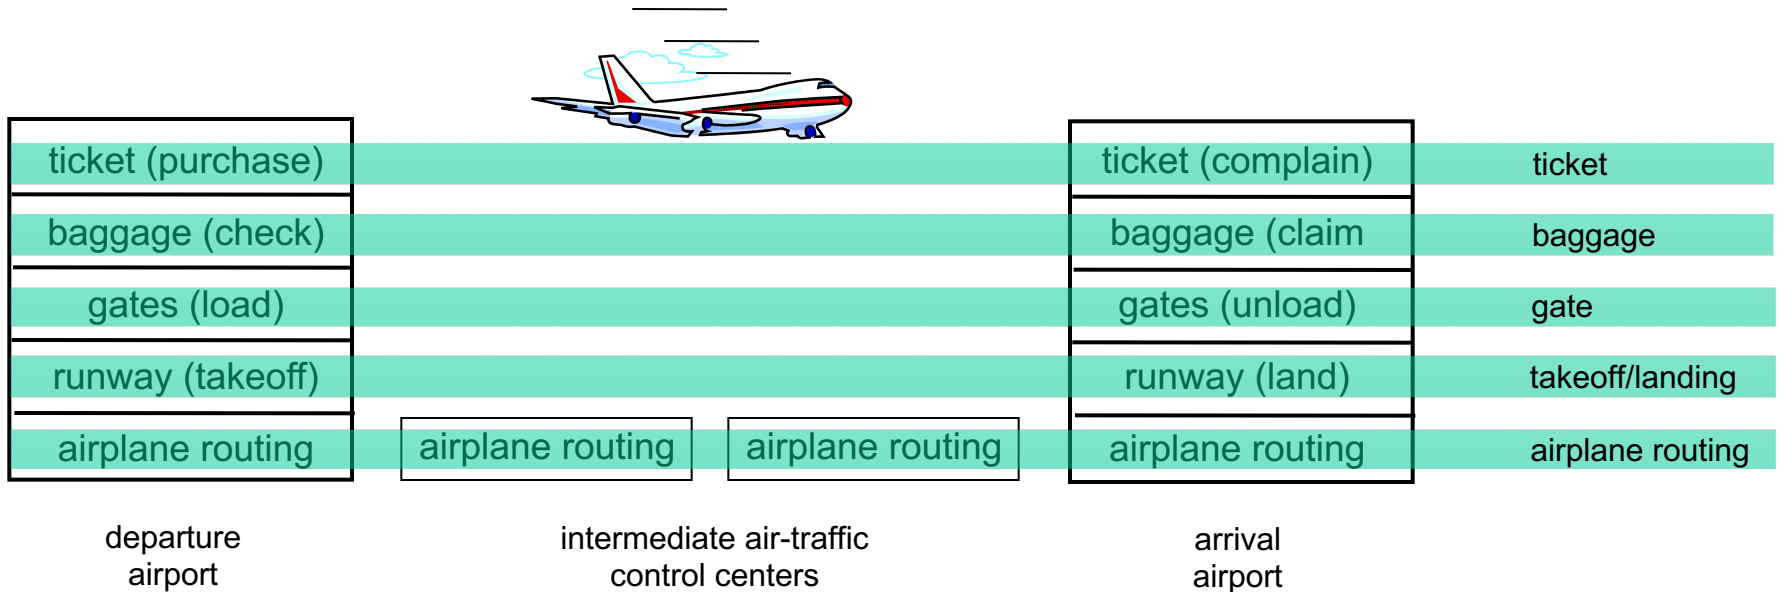 ticket (purchase) ticket (complain) ticket
baggage (check) baggage (claim baggage
gates (load) gates (unload) gate
runway (takeoff) runway (land) takeoff/landing
airplane routing airplane routing airplane routing airplane routing airplane routing
departure
airport
intermediate air-traffic
control centers
arrival
airport